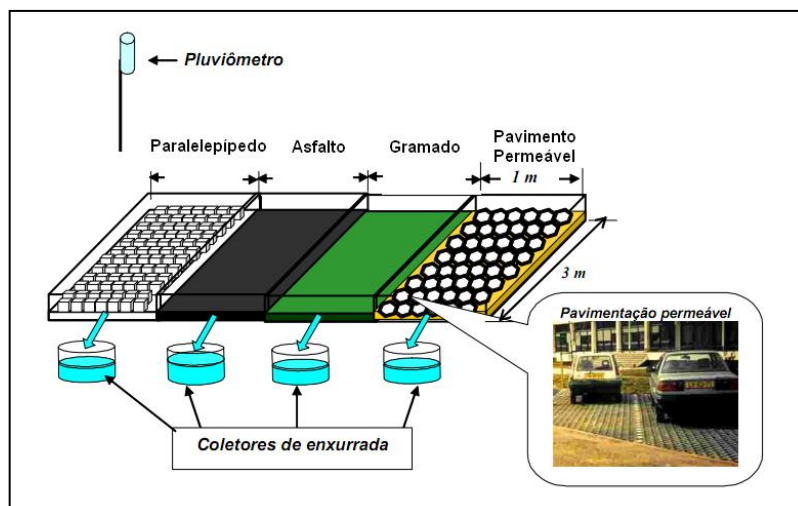 Pluviômetro
Paralelepípedo
Asfalto
Gramado
Pavimento
Permeável
1 m
3 m
Pavimentação permeável
Coletores de enxurrada